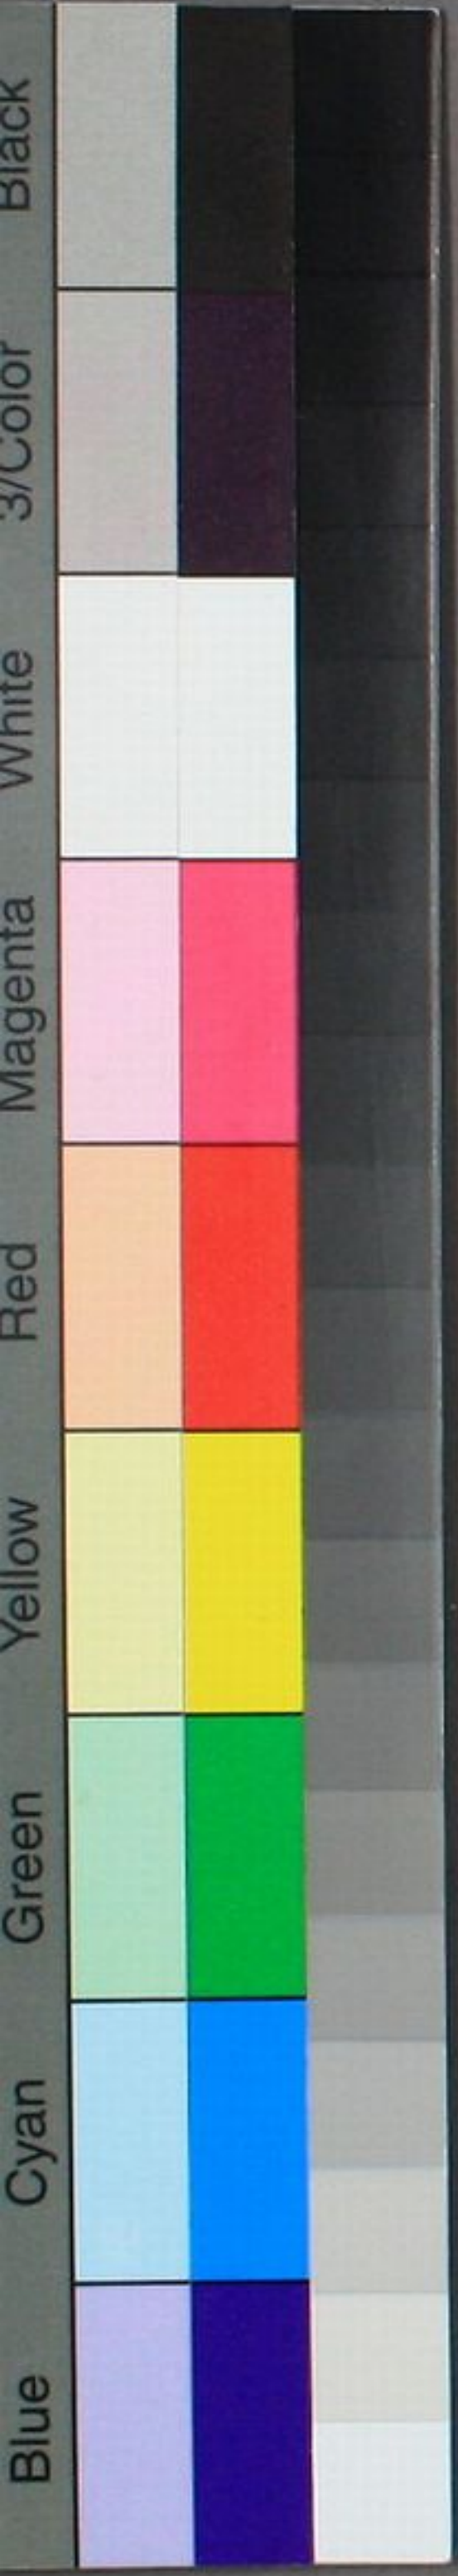 Blue
Cyan
Green
Yellow
Red
Magenta
White
3/Color
Black